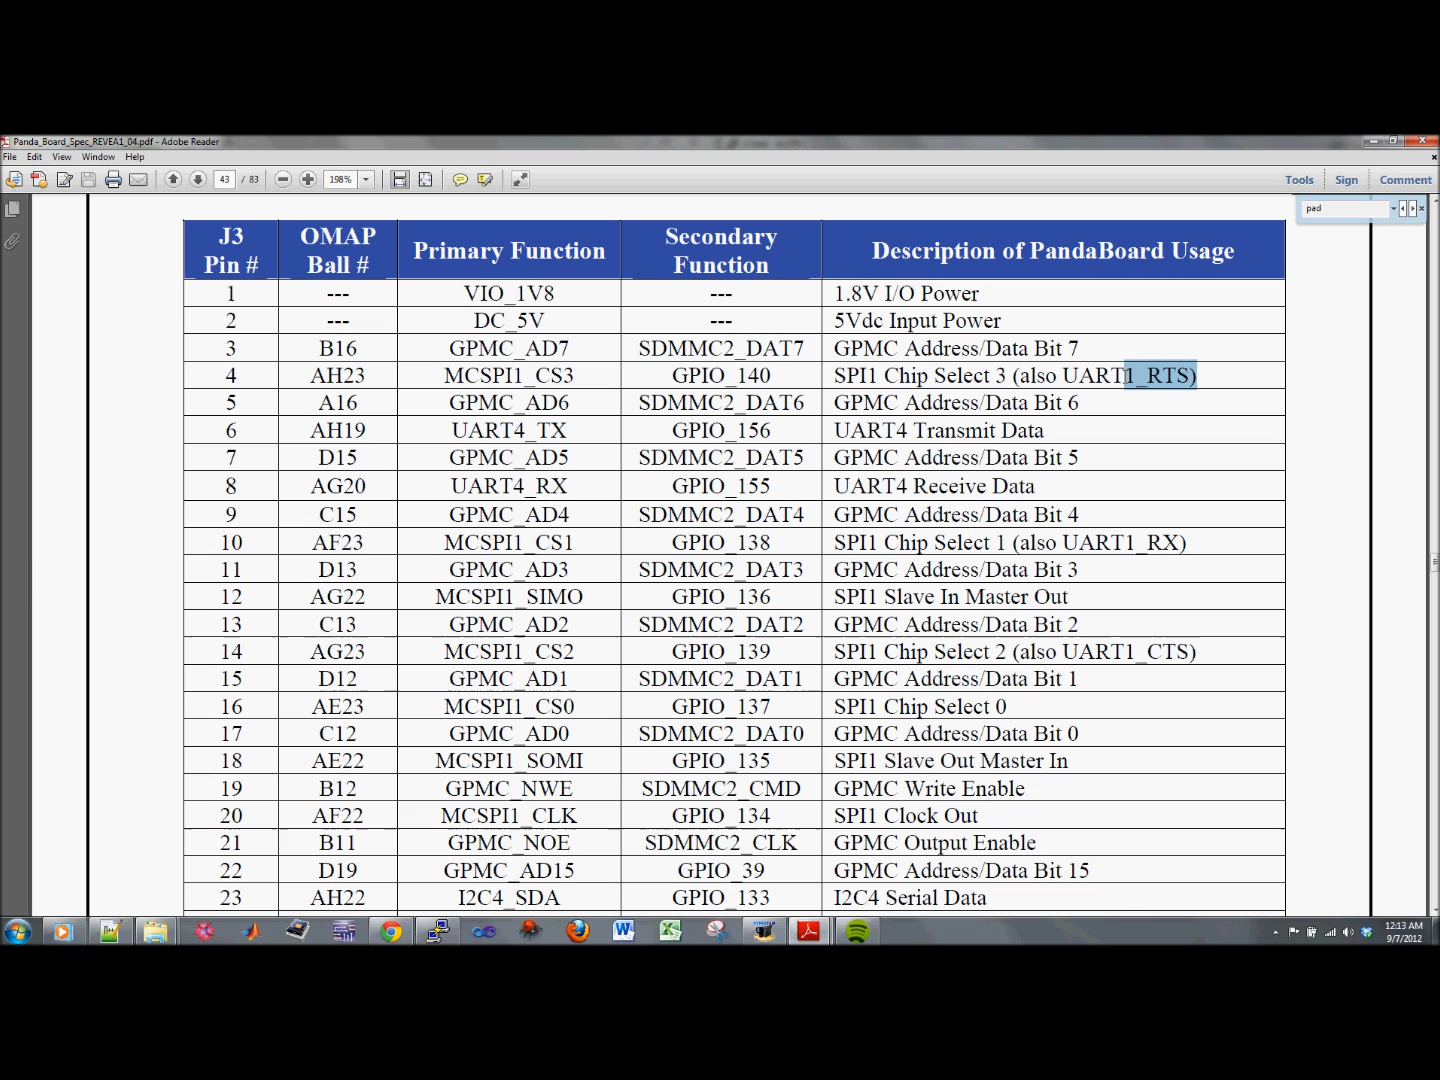 Panda_Board_Spec_REVEA1_04.pdf - Adobe Reader
File Edit View Window Help
43 / 83 198% Tools Sign Comment
pad
J3 Pin # OMAP Ball # Primary Function Secondary Function Description of PandaBoard Usage
1 --- VIO_1V8 --- 1.8V I/O Power
2 --- DC_5V --- 5Vdc Input Power
3 B16 GPMC_AD7 SDMMC2_DAT7 GPMC Address/Data Bit 7
4 AH23 MCSPI1_CS3 GPIO_140 SPI1 Chip Select 3 (also UART1_RTS)
5 A16 GPMC_AD6 SDMMC2_DAT6 GPMC Address/Data Bit 6
6 AH19 UART4_TX GPIO_156 UART4 Transmit Data
7 D15 GPMC_AD5 SDMMC2_DAT5 GPMC Address/Data Bit 5
8 AG20 UART4_RX GPIO_155 UART4 Receive Data
9 C15 GPMC_AD4 SDMMC2_DAT4 GPMC Address/Data Bit 4
10 AF23 MCSPI1_CS1 GPIO_138 SPI1 Chip Select 1 (also UART1_RX)
11 D13 GPMC_AD3 SDMMC2_DAT3 GPMC Address/Data Bit 3
12 AG22 MCSPI1_SIMO GPIO_136 SPI1 Slave In Master Out
13 C13 GPMC_AD2 SDMMC2_DAT2 GPMC Address/Data Bit 2
14 AG23 MCSPI1_CS2 GPIO_139 SPI1 Chip Select 2 (also UART1_CTS)
15 D12 GPMC_AD1 SDMMC2_DAT1 GPMC Address/Data Bit 1
16 AE23 MCSPI1_CS0 GPIO_137 SPI1 Chip Select 0
17 C12 GPMC_AD0 SDMMC2_DAT0 GPMC Address/Data Bit 0
18 AE22 MCSPI1_SOMI GPIO_135 SPI1 Slave Out Master In
19 B12 GPMC_NWE SDMMC2_CMD GPMC Write Enable
20 AF22 MCSPI1_CLK GPIO_134 SPI1 Clock Out
21 B11 GPMC_NOE SDMMC2_CLK GPMC Output Enable
22 D19 GPMC_AD15 GPIO_39 GPMC Address/Data Bit 15
23 AH22 I2C4_SDA GPIO_133 I2C4 Serial Data
12:13 AM
9/7/2012